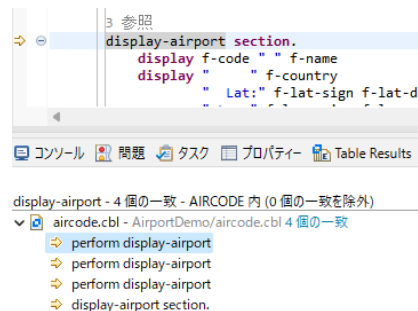 3 参照
display-airport section.
display f-code " " f-name
display "     " f-country
"  Lat:" f-lat-sign f-lat-d
コンソール 問題 タスク プロパティー Table Results
display-airport - 4 個の一致 - AIRCODE 内 (0 個の一致を除外)
aircode.cbl - AirportDemo/aircode.cbl 4 個の一致
perform display-airport
perform display-airport
perform display-airport
display-airport section.